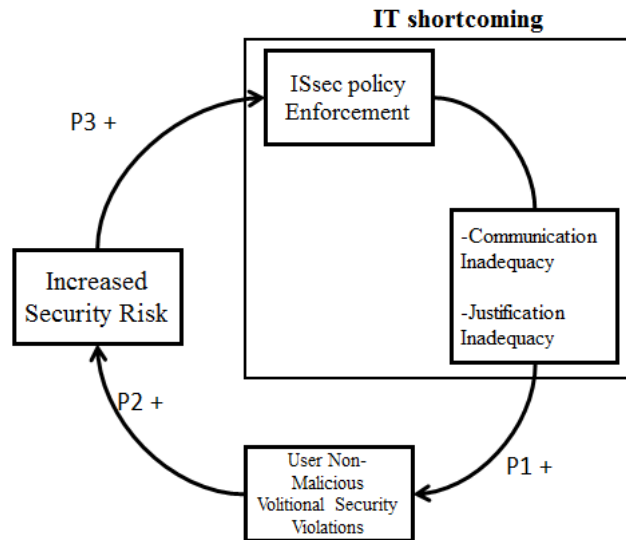 IT shortcoming
ISsec policy
Enforcement
P3 +
-Communication
Inadequacy
-Justification
Inadequacy
Increased
Security Risk
P2 +
P1 +
User Non-
Malicious
Volitional Security
Violations